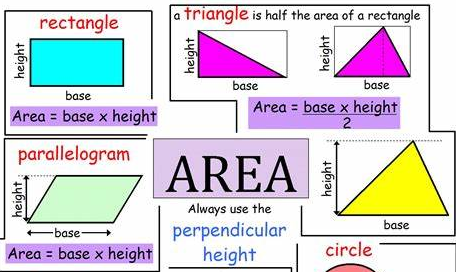 rectangle
height
base
Area = base x height
a triangle is half the area of a rectangle
height
base
height
base
Area = base x height
2
parallelogram
height
base
Area = base x height
AREA
Always use the
perpendicular
height
height
base
circle